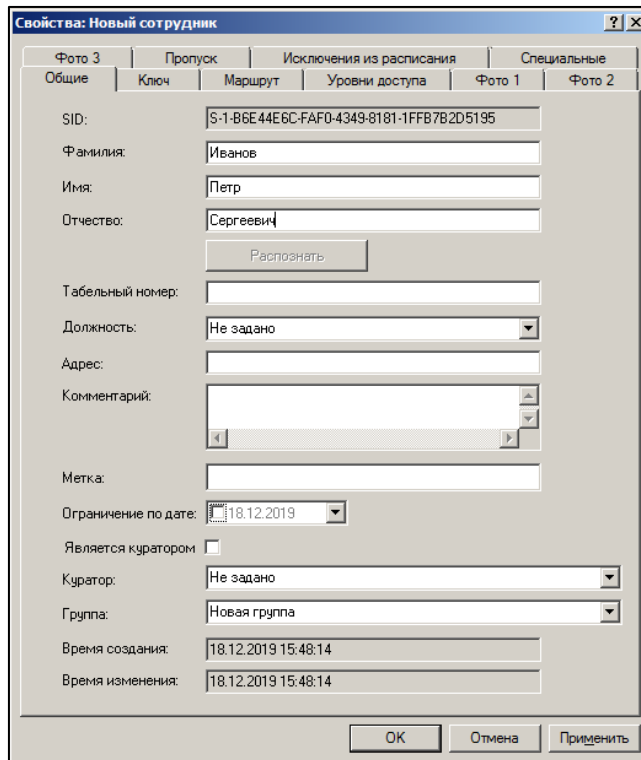 Свойства: Новый сотрудник
Фото 3 Пропуск Исключения из расписания Специальные
Общие Ключ Маршрут Уровни доступа Фото 1 Фото 2
SID: S-1-B6E44E6C-FAF0-4349-8181-1FFB7B2D5195
Фамилия: Иванов
Имя: Петр
Отчество: Сергеевич
Распознать
Табельный номер:
Должность: Не задано
Адрес:
Комментарий:
Метка:
Ограничение по дате: 18.12.2019
Является куратором
Куратор: Не задано
Группа: Новая группа
Время создания: 18.12.2019 15:48:14
Время изменения: 18.12.2019 15:48:14
OK Отмена Применить